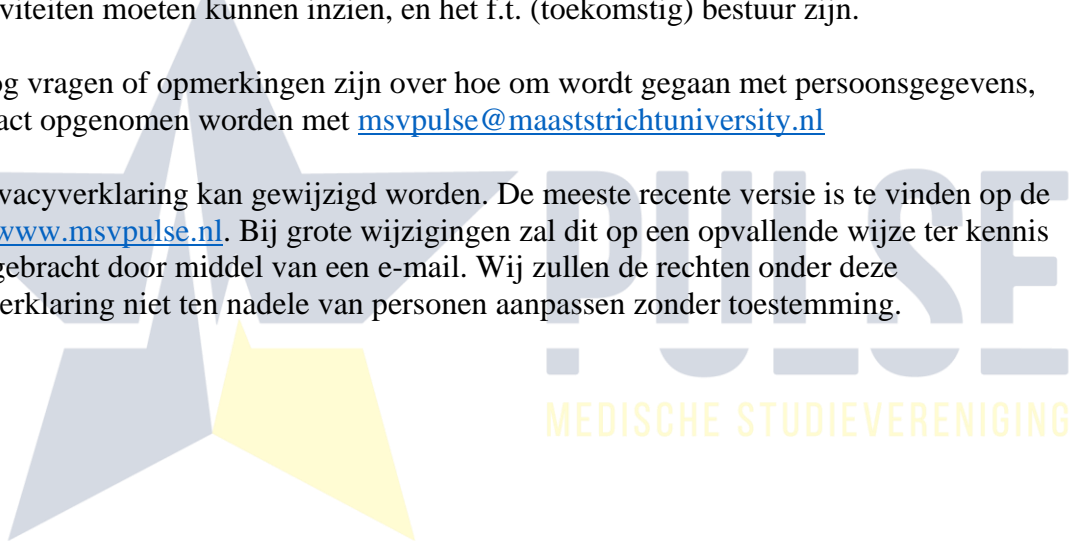 viteiten moeten kunnen inzien, en het f.t. (toekomstig) bestuur zijn.
og vragen of opmerkingen zijn over hoe om wordt gegaan met persoonsgegevens,
act opgenomen worden met msvpulse@maaststrichtuniversity.nl
vacyverklaring kan gewijzigd worden. De meeste recente versie is te vinden op de
www.msvpulse.nl. Bij grote wijzigingen zal dit op een opvallende wijze ter kennis
gebracht door middel van een e-mail. Wij zullen de rechten onder deze
erklaring niet ten nadele van personen aanpassen zonder toestemming.
PULSE
MEDISCHE STUDIEVERENIGING